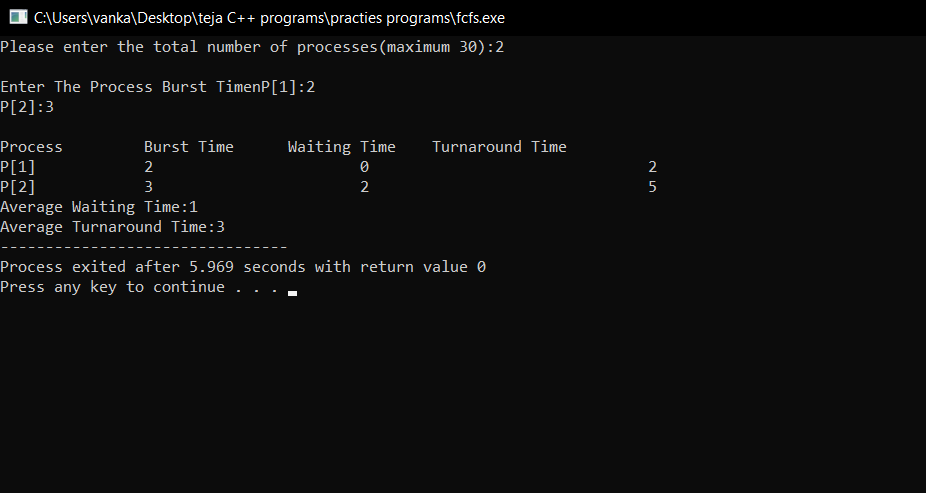 C:\Users\vanka\Desktop\teja C++ programs\practies programs\fcfs.exe
Please enter the total number of processes(maximum 30):2
Enter The Process Burst TimenP[1]:2
P[2]:3
Process Burst Time Waiting Time Turnaround Time
P[1] 2 0 2
P[2] 3 2 5
Average Waiting Time:1
Average Turnaround Time:3
--------------------------------
Process exited after 5.969 seconds with return value 0
Press any key to continue . . .